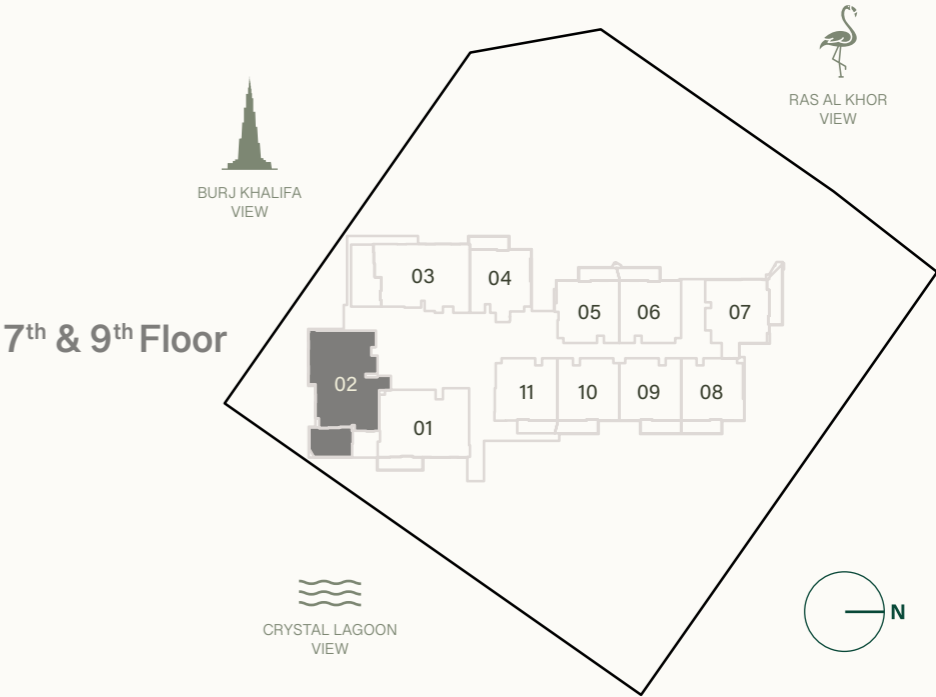 RAS AL KHOR
VIEW
BURJ KHALIFA
VIEW
03
04
05
06
07
7th & 9th Floor
02
01
11
10
09
08
N
CRYSTAL LAGOON
VIEW